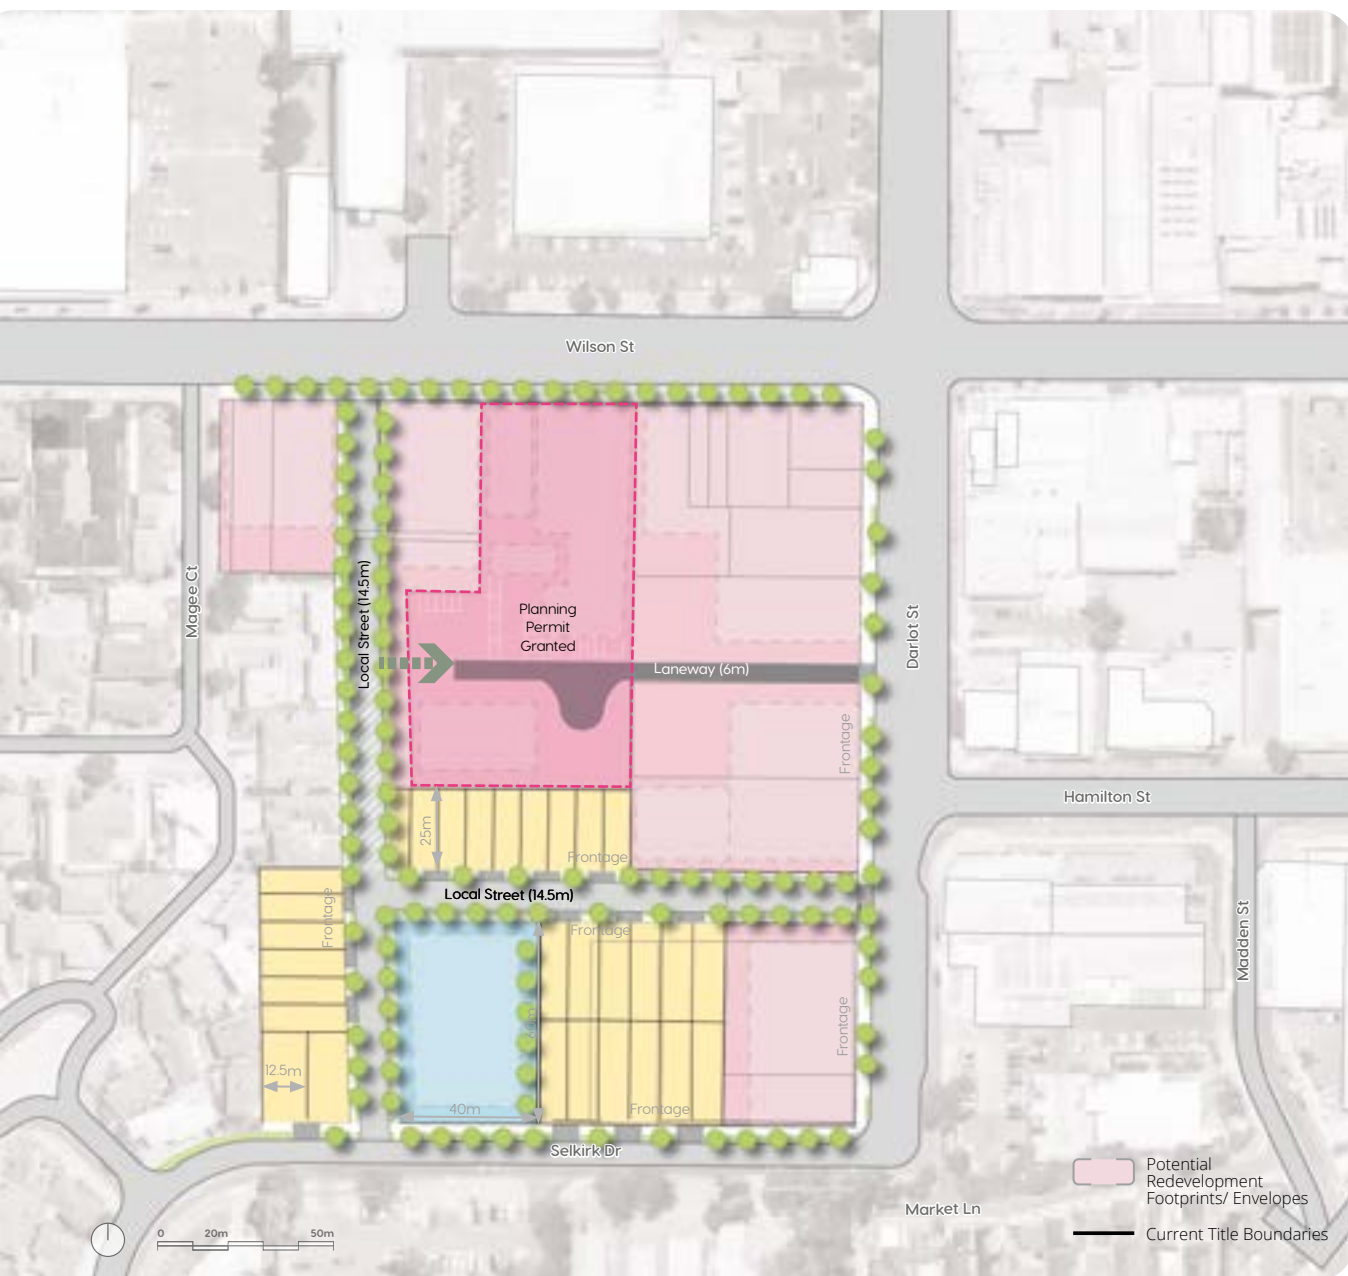 Wilson St
Magee Ct
Local Street (14.5m)
Planning
Permit
Granted
Laneway (6m)
Darlot St
Frontage
Hamilton St
25m
Frontage
Local Street (14.5m)
Frontage
Frontage
Madden St
Frontage
12.5m
40m
Frontage
Selkirk Dr
Market Ln
0 20m 50m
Potential
Redevelopment
Footprints/ Envelopes
Current Title Boundaries